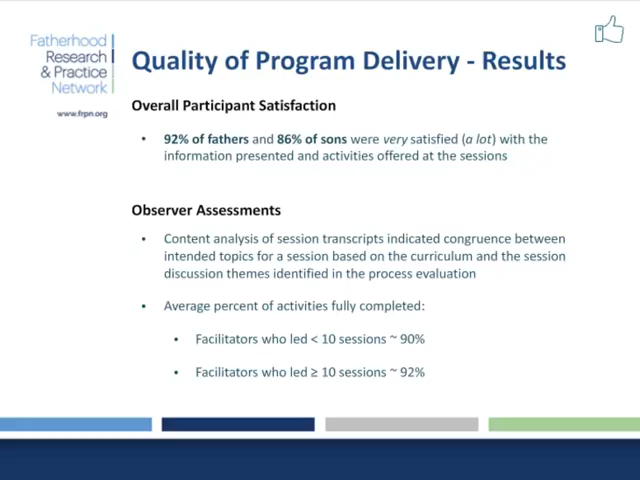 Fatherhood
Research
& Practice
Network
www.frpn.org
Quality of Program Delivery - Results
Overall Participant Satisfaction
• 92% of fathers and 86% of sons were very satisfied (a lot) with the
information presented and activities offered at the sessions
Observer Assessments
• Content analysis of session transcripts indicated congruence between
intended topics for a session based on the curriculum and the session
discussion themes identified in the process evaluation
• Average percent of activities fully completed:
• Facilitators who led < 10 sessions ~ 90%
• Facilitators who led ≥ 10 sessions ~ 92%